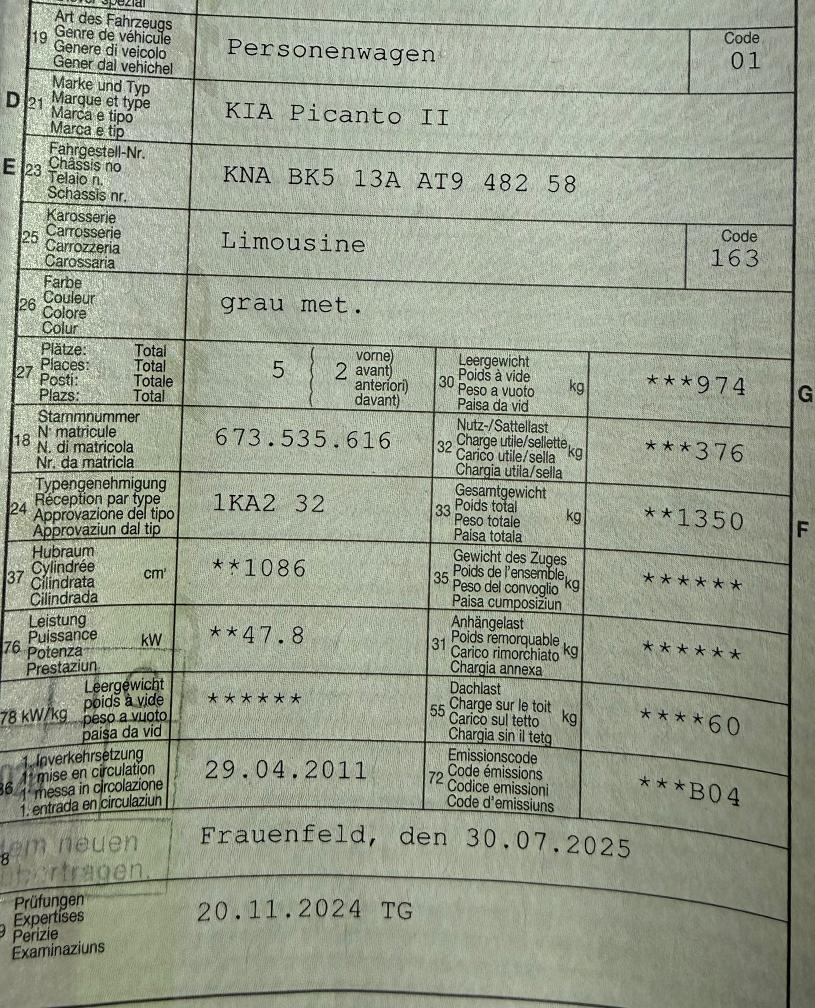 19 Art des Fahrzeugs
Genre de véhicule
Genere di veicolo
Gener dal vehichel
Personenwagen
Code
01
D 21 Marke und Typ
Marque et type
Marca e tipo
Marca e tip
KIA Picanto II
E 23 Fahrgestell-Nr.
Châssis no
Telaio n.
Schassis nr.
KNA BK5 13A AT9 482 58
25 Karosserie
Carrosserie
Carrozzeria
Carossaria
Limousine
Code
163
26 Farbe
Couleur
Colore
Colur
grau met.
27 Plätze: Total
Places: Total
Posti: Totale
Plazs: Total
5 ( 2 vorne)
avant)
anteriori)
davant)
30 Leergewicht
Poids à vide
Peso a vuoto
Paisa da vid
kg
***974
G
18 Stammnummer
N° matricule
N. di matricola
Nr. da matricla
673.535.616
32 Nutz-/Sattellast
Charge utile/sellette
Carico utile/sella
Chargia utila/sella
kg
***376
24 Typengenehmigung
Réception par type
Approvazione del tipo
Approvaziun dal tip
1KA2 32
33 Gesamtgewicht
Poids total
Peso totale
Paisa totala
kg
**1350
F
37 Hubraum
Cylindrée
Cilindrata
Cilindrada
cm³
**1086
35 Gewicht des Zuges
Poids de l'ensemble
Peso del convoglio
Paisa cumposiziun
kg
******
76 Leistung
Puissance
Potenza
Prestaziun
kW
**47.8
31 Anhängelast
Poids remorquable
Carico rimorchiato
Chargia annexa
kg
******
78 kW/kg Leergewicht
poids à vide
peso a vuoto
paisa da vid
******
55 Dachlast
Charge sur le toit
Carico sul tetto
Chargia sin il tetg
kg
****60
36 1. Inverkehrsetzung
1. mise en circulation
1. messa in circolazione
1. entrada en circulaziun
29.04.2011
72 Emissionscode
Code émissions
Codice emissioni
Code d'emissiuns
***B04
8
neuen
Frauenfeld, den 30.07.2025
9 Prüfungen
Expertises
Perizie
Examinaziuns
20.11.2024 TG